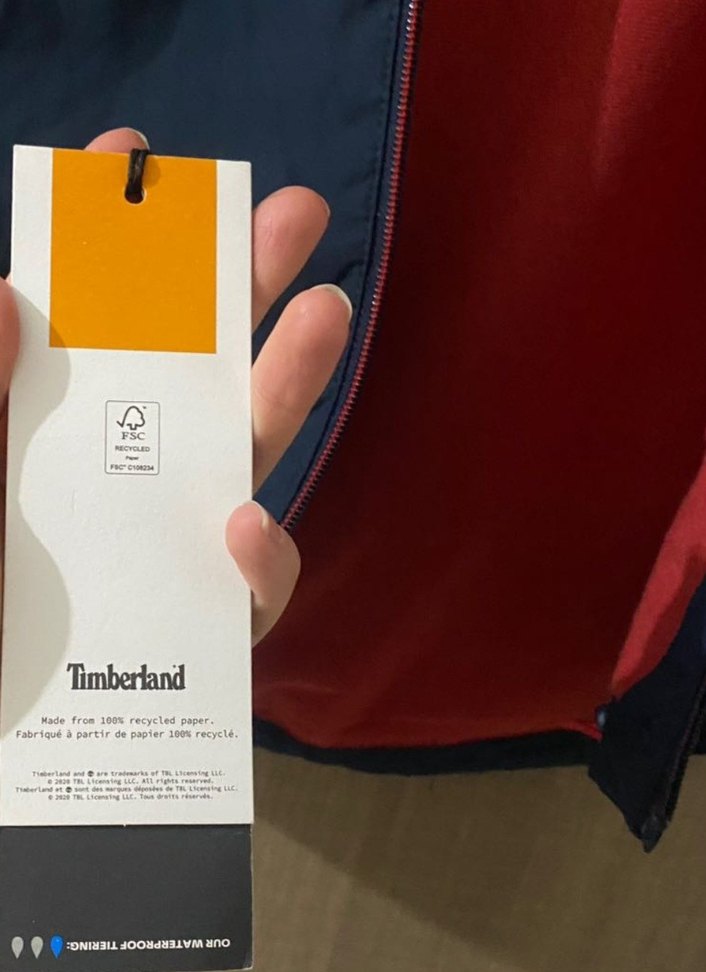 FSC
RECYCLED
Paper
FSC® C108234
Timberland
Made from 100% recycled paper.
Fabriqué à partir de papier 100% recyclé.
Timberland and are trademarks of TBL Licensing LLC.
© 2020 TBL Licensing LLC. All rights reserved.
Timberland et sont des marques déposées de TBL Licensing LLC.
© 2020 TBL Licensing LLC. Tous droits réservés.
OUR WATERPROOF TIERING: